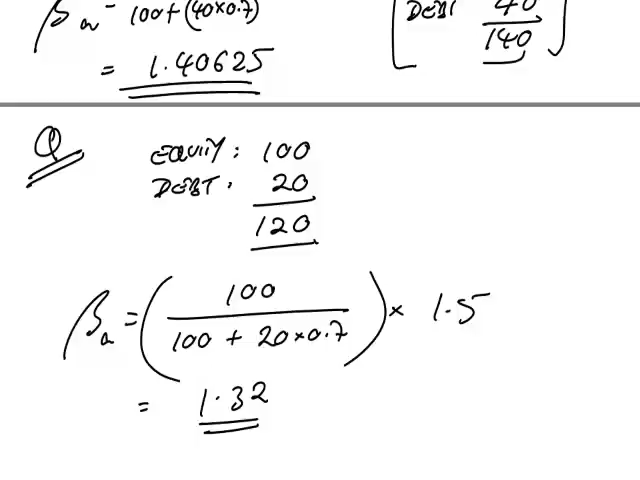 βa = 100+(40×0.7)
[DEBT 40
140]
= 1.40625
Q
EQUITY: 100
DEBT. 20
120
βa = (100 / 100 + 20×0.7) × 1.5
= 1.32